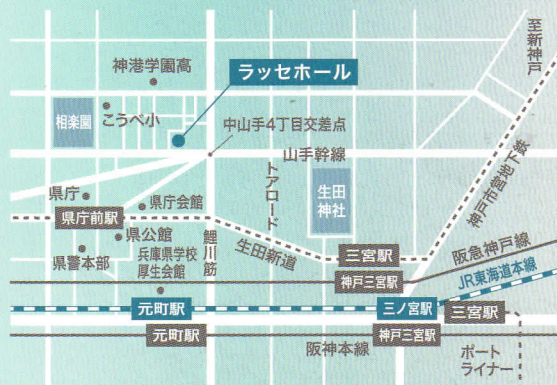 至新神戸
神港学園高
ラッセホール
相楽園
こうべ小
中山手4丁目交差点
山手幹線
トアロード
生田
神社
神戸市営地下鉄
県庁
県庁会館
県庁前駅
県公館
県警本部
兵庫県学校
厚生会館
鯉川筋
生田新道
三宮駅
阪急神戸線
神戸三宮駅
JR東海道本線
元町駅
三ノ宮駅
三宮駅
元町駅
神戸三宮駅
阪神本線
ポート
ライナー